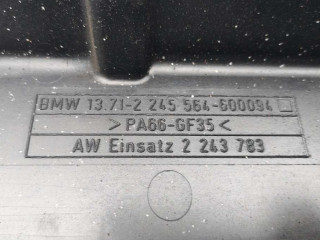 BMW 13.71-2 245 564-600094
>PA66-GF35<
AW Einsatz 2 243 783